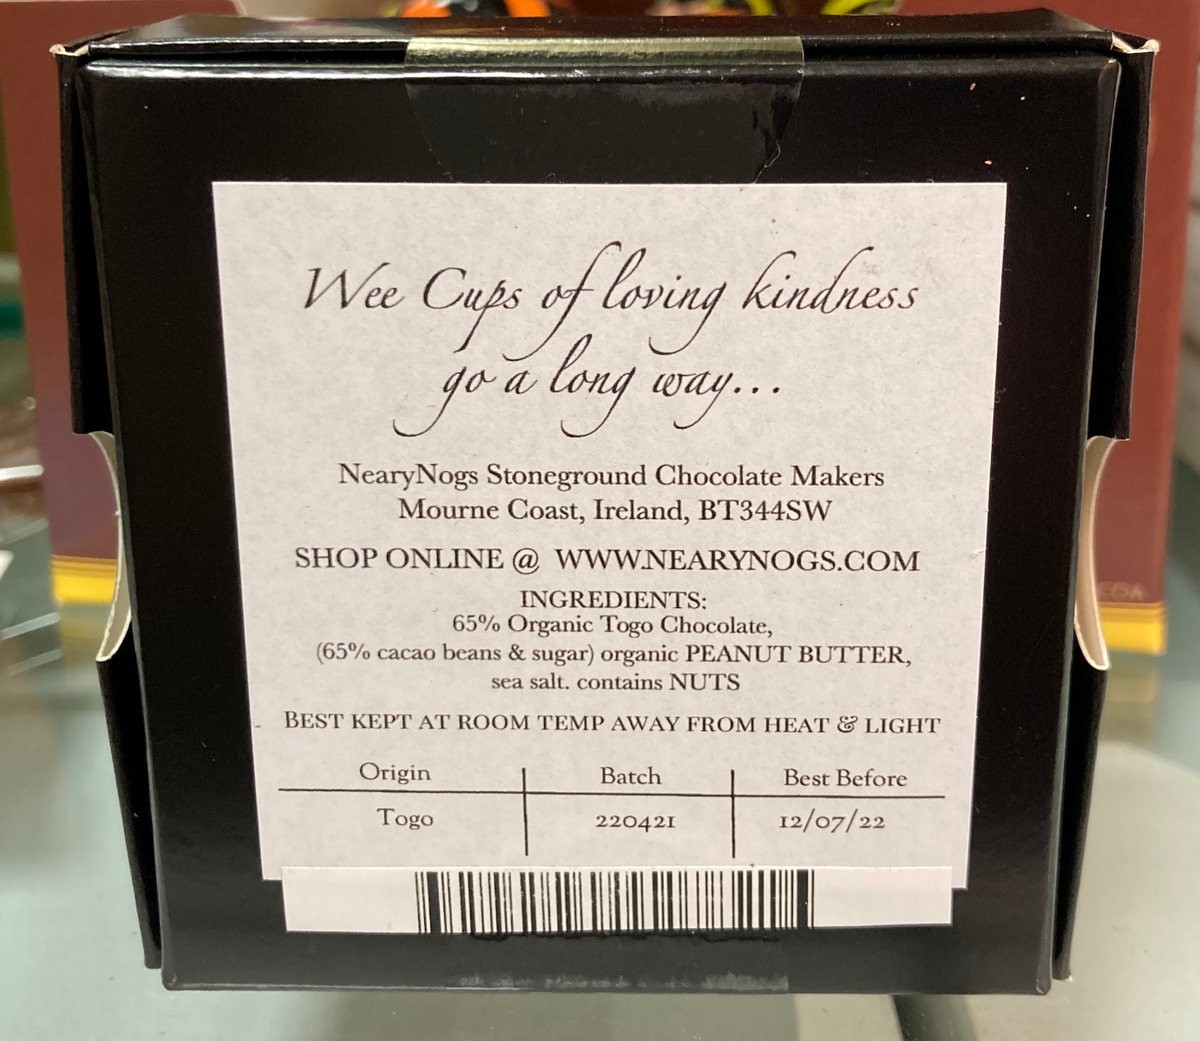 Wee Cups of loving kindness
go a long way...
NearyNogs Stoneground Chocolate Makers
Mourne Coast, Ireland, BT344SW
SHOP ONLINE @ WWW.NEARYNOGS.COM
INGREDIENTS:
65% Organic Togo Chocolate,
(65% cacao beans & sugar) organic PEANUT BUTTER,
sea salt. contains NUTS
BEST KEPT AT ROOM TEMP AWAY FROM HEAT & LIGHT
Origin Batch Best Before
Togo 220421 12/07/22